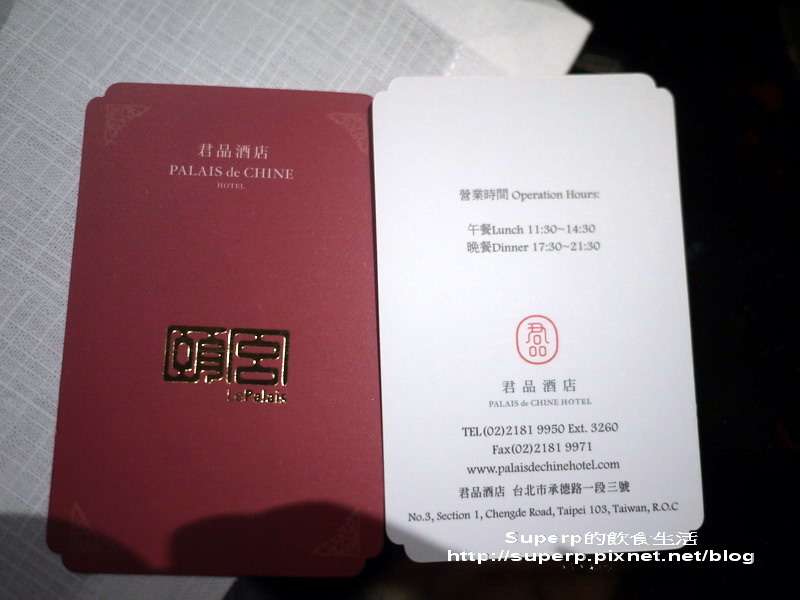 君品酒店
PALAIS de CHINE
HOTEL
頤宮
Le Palais
營業時間 Operation Hours:
午餐Lunch 11:30~14:30
晚餐Dinner 17:30~21:30
君品
君品酒店
PALAIS de CHINE HOTEL
TEL(02)2181 9950 Ext. 3260
Fax(02)2181 9971
www.palaisdechinehotel.com
君品酒店 台北市承德路一段三號
No.3, Section 1, Chengde Road, Taipei 103, Taiwan, R.O.C
Superp的飲食生活
http://superp.pixnet.net/blog